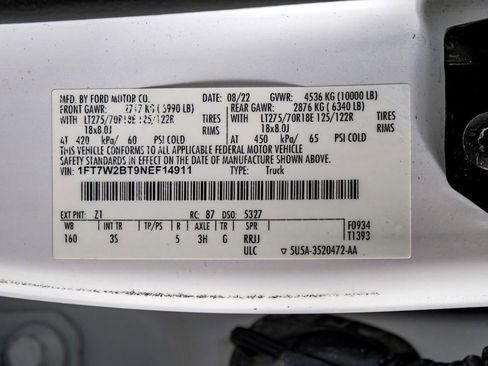 MFD. BY FORD MOTOR CO. 08/22 GVWR: 4536 KG (10000 LB)
FRONT GAWR: KG ( 5990 LB) REAR GAWR: 2876 KG ( 6340 LB)
LT275/70R18E 125/122R TIRES LT275/70R18E 125/122R TIRES
18x8.0J RIMS 18x8.0J RIMS
AT 420 kPa/ 60 PSI COLD AT 450 kPa/ 65 PSI COLD
THIS VEHICLE CONFORMS TO ALL APPLICABLE FEDERAL MOTOR VEHICLE
SAFETY STANDARDS IN EFFECT ON THE DATE OF MANUFACTURE SHOWN ABOVE.
VIN: 1FT7W2BT9NEF14911 TYPE: Truck
EXT PNT: Z1 RC: 87 DSO: 5327
WB INT TR TP/PS R AXLE TR SPR F0934
160 3S 5 3H G RRJJ T1393
ULC 5U5A-3520472-AA